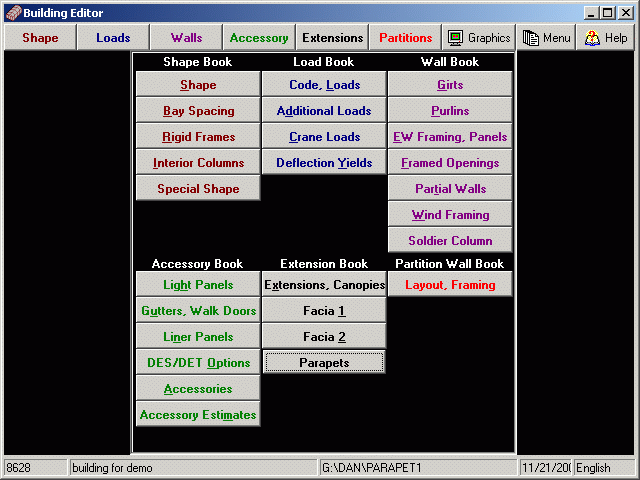 Building Editor
Shape Loads Walls Accessory Extensions Partitions Graphics Menu Help
Shape Book Load Book Wall Book
Shape Code, Loads Girts
Bay Spacing Additional Loads Purlins
Rigid Frames Crane Loads EW Framing, Panels
Interior Columns Deflection Yields Framed Openings
Special Shape Partial Walls
Wind Framing
Soldier Column
Accessory Book Extension Book Partition Wall Book
Light Panels Extensions, Canopies Layout, Framing
Gutters, Walk Doors Facia 1
Liner Panels Facia 2
DES/DET Options Parapets
Accessories
Accessory Estimates
8628 building for demo G:\DAN\PARAPET1 11/21/200 English